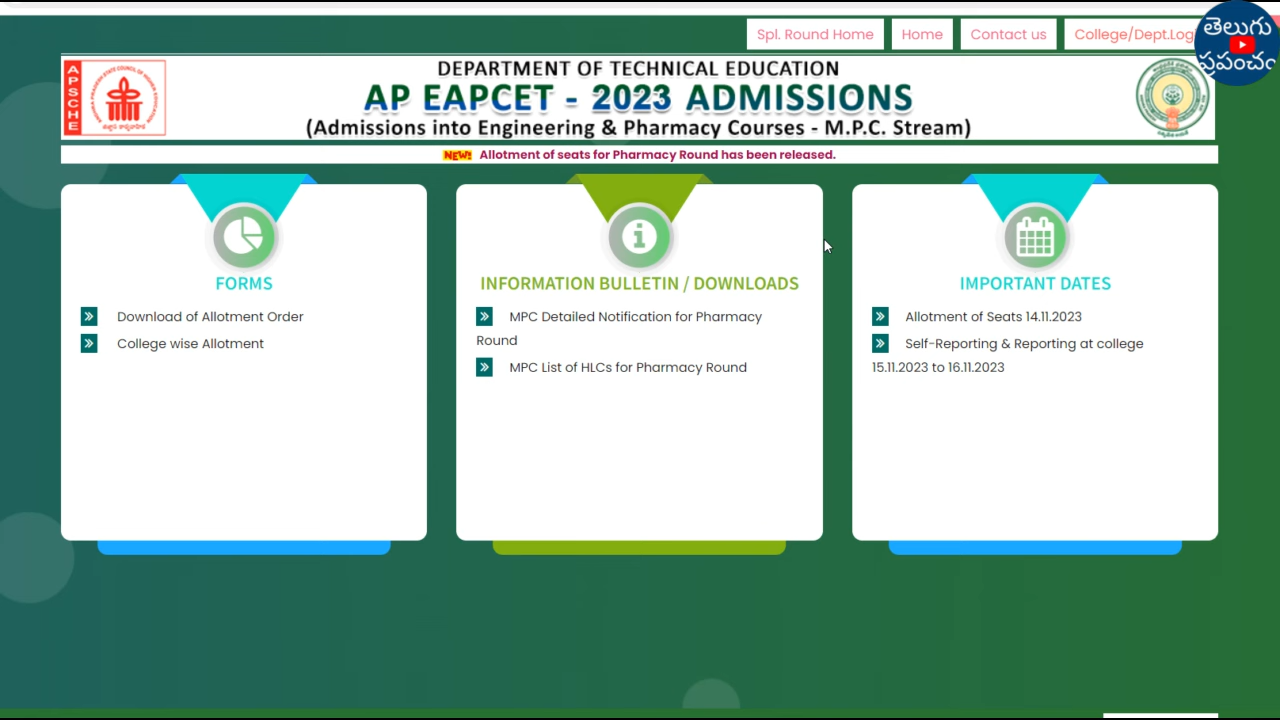 Spl. Round Home
Home
Contact us
College/Dept.Log
తెలుగు
ప్రపంచం
APSCHE
DEPARTMENT OF TECHNICAL EDUCATION
AP EAPCET - 2023 ADMISSIONS
(Admissions into Engineering & Pharmacy Courses - M.P.C. Stream)
NEW! Allotment of seats for Pharmacy Round has been released.
FORMS
Download of Allotment Order
College wise Allotment
INFORMATION BULLETIN / DOWNLOADS
MPC Detailed Notification for Pharmacy
Round
MPC List of HLCs for Pharmacy Round
IMPORTANT DATES
Allotment of Seats 14.11.2023
Self-Reporting & Reporting at college
15.11.2023 to 16.11.2023